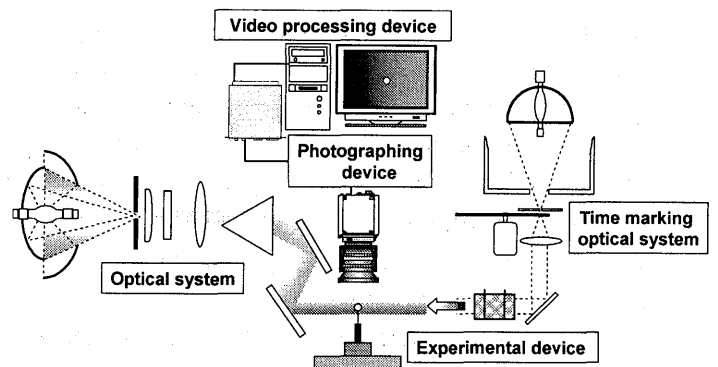 Video processing device
Photographing
device
Time marking
optical system
Optical system
Experimental device